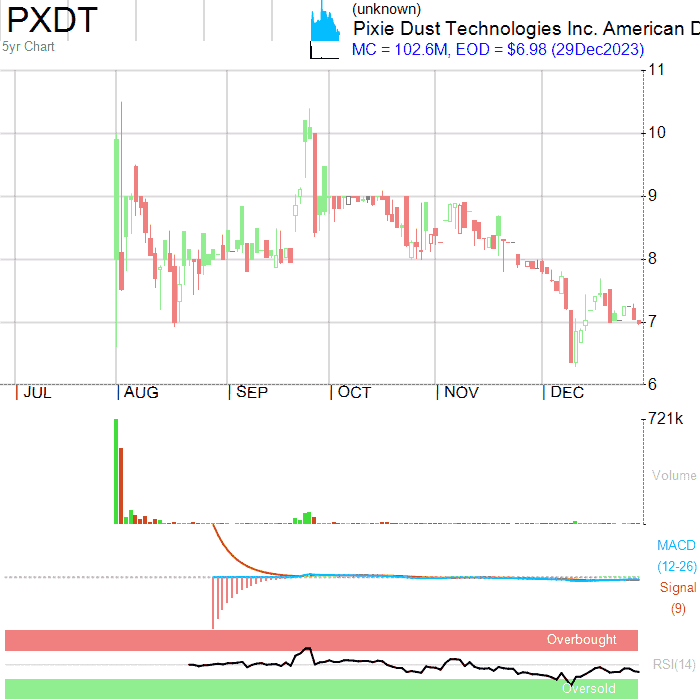 PXDT
5yr Chart
(unknown)
Pixie Dust Technologies Inc. American D
MC = 102.6M, EOD = $6.98 (29Dec2023)
11
10
9
8
7
6
JUL AUG SEP OCT NOV DEC
721k
Volume
MACD
(12-26)
Signal
(9)
Overbought
RSI(14)
Oversold